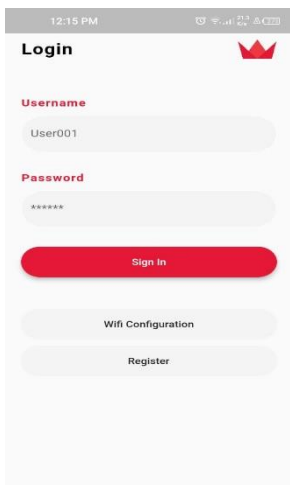 12:15 PM
Login
Username
User001
Password
******
Sign In
Wifi Configuration
Register